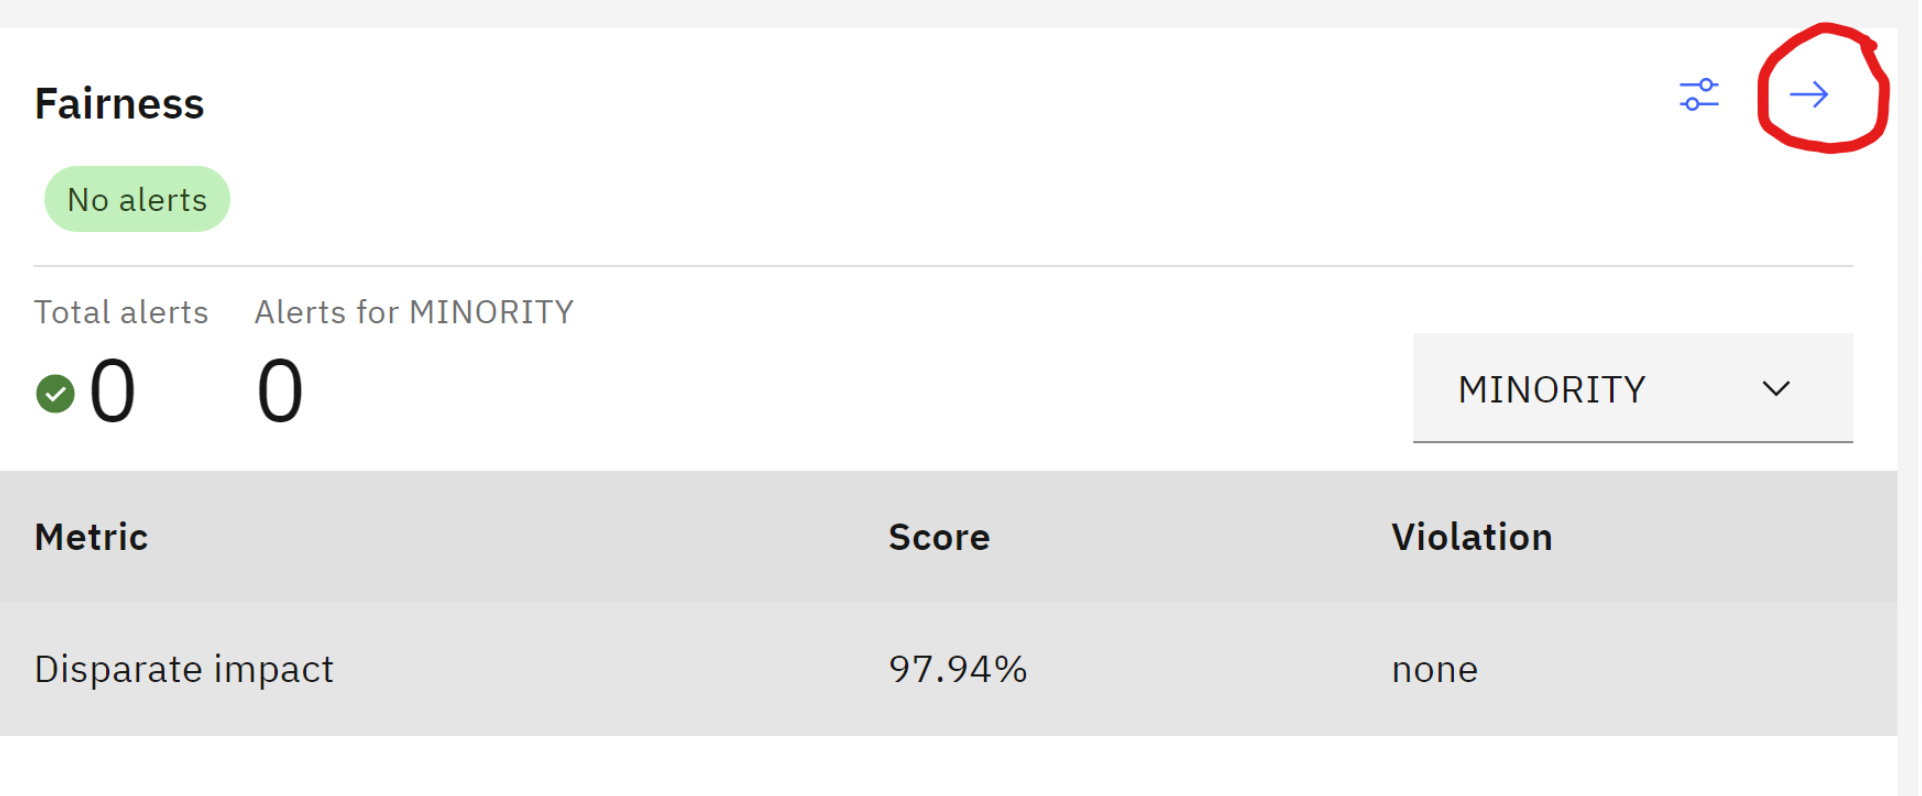 Fairness
No alerts
Total alerts Alerts for MINORITY
0 0
MINORITY
Metric Score Violation
Disparate impact 97.94% none